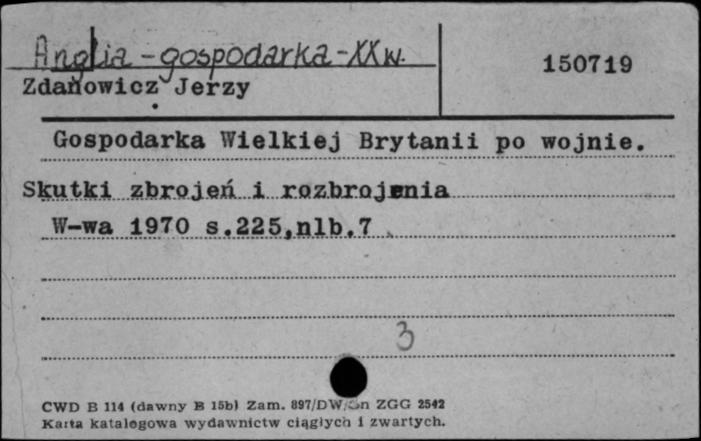 Anglia - gospodarka - XX w.
150719
Zdanowicz Jerzy
Gospodarka Wielkiej Brytanii po wojnie.
Skutki zbrojeń i rozbrojenia
W-wa 1970 s.225,nlb.7
3
CWD B 114 (dawny B 15b) Zam. 897/DW/ ZGG 2542
Karta katalogowa wydawnictw ciągłych i zwartych.